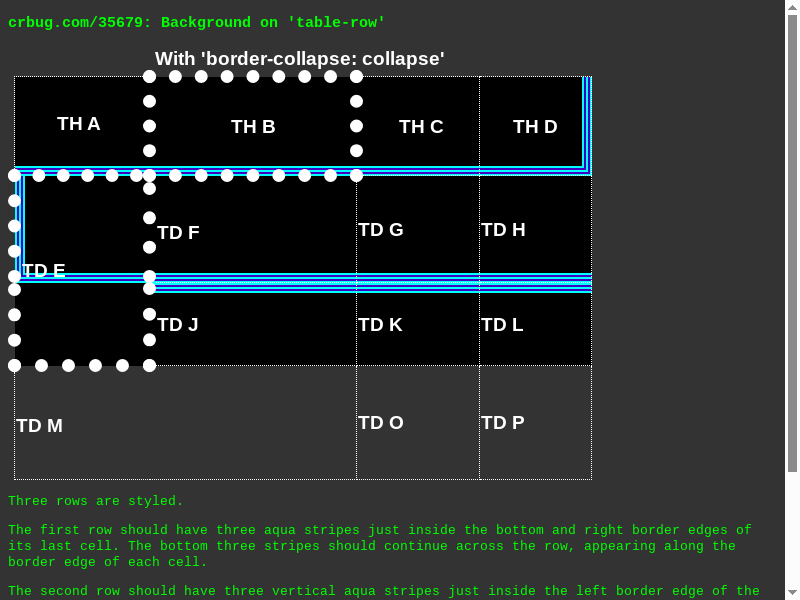 crbug.com/35679: Background on 'table-row'
With 'border-collapse: collapse'
TH A
TH B
TH C
TH D
TD E
TD F
TD G
TD H
TD J
TD K
TD L
TD M
TD O
TD P
Three rows are styled.
The first row should have three aqua stripes just inside the bottom and right border edges of
its last cell. The bottom three stripes should continue across the row, appearing along the
border edge of each cell.
The second row should have three vertical aqua stripes just inside the left border edge of the